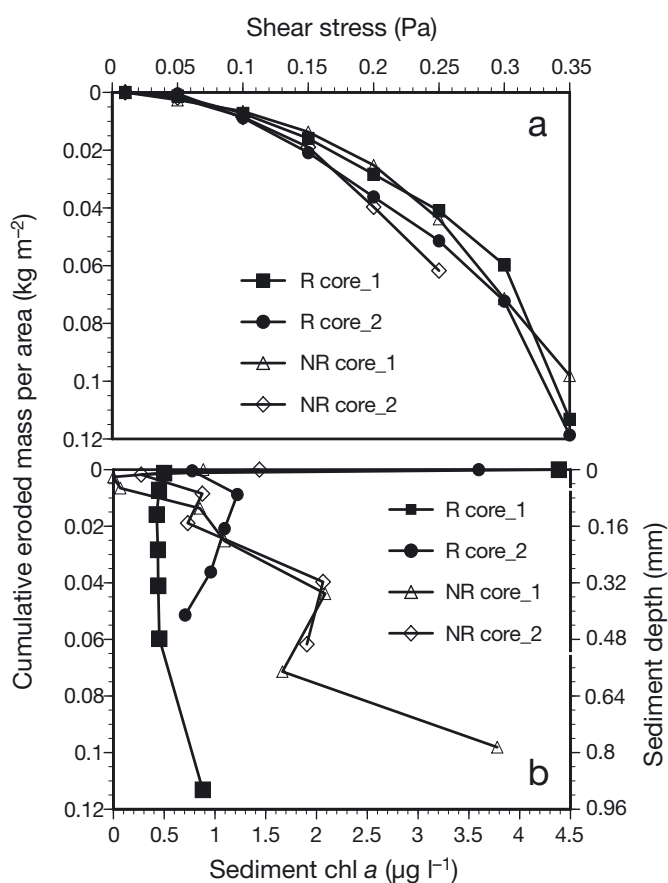 Shear stress (Pa)
0 0.05 0.1 0.15 0.2 0.25 0.3 0.35
0
0.02
0.04
0.06
0.08
0.1
0.12
a
R core_1
R core_2
NR core_1
NR core_2
Cumulative eroded mass per area (kg m⁻²)
0
0.02
0.04
0.06
0.08
0.1
0.12
R core_1
R core_2
NR core_1
NR core_2
b
0
0.16
0.32
0.48
0.64
0.8
0.96
Sediment depth (mm)
0 0.5 1 1.5 2 2.5 3 3.5 4 4.5
Sediment chl a (µg l⁻¹)